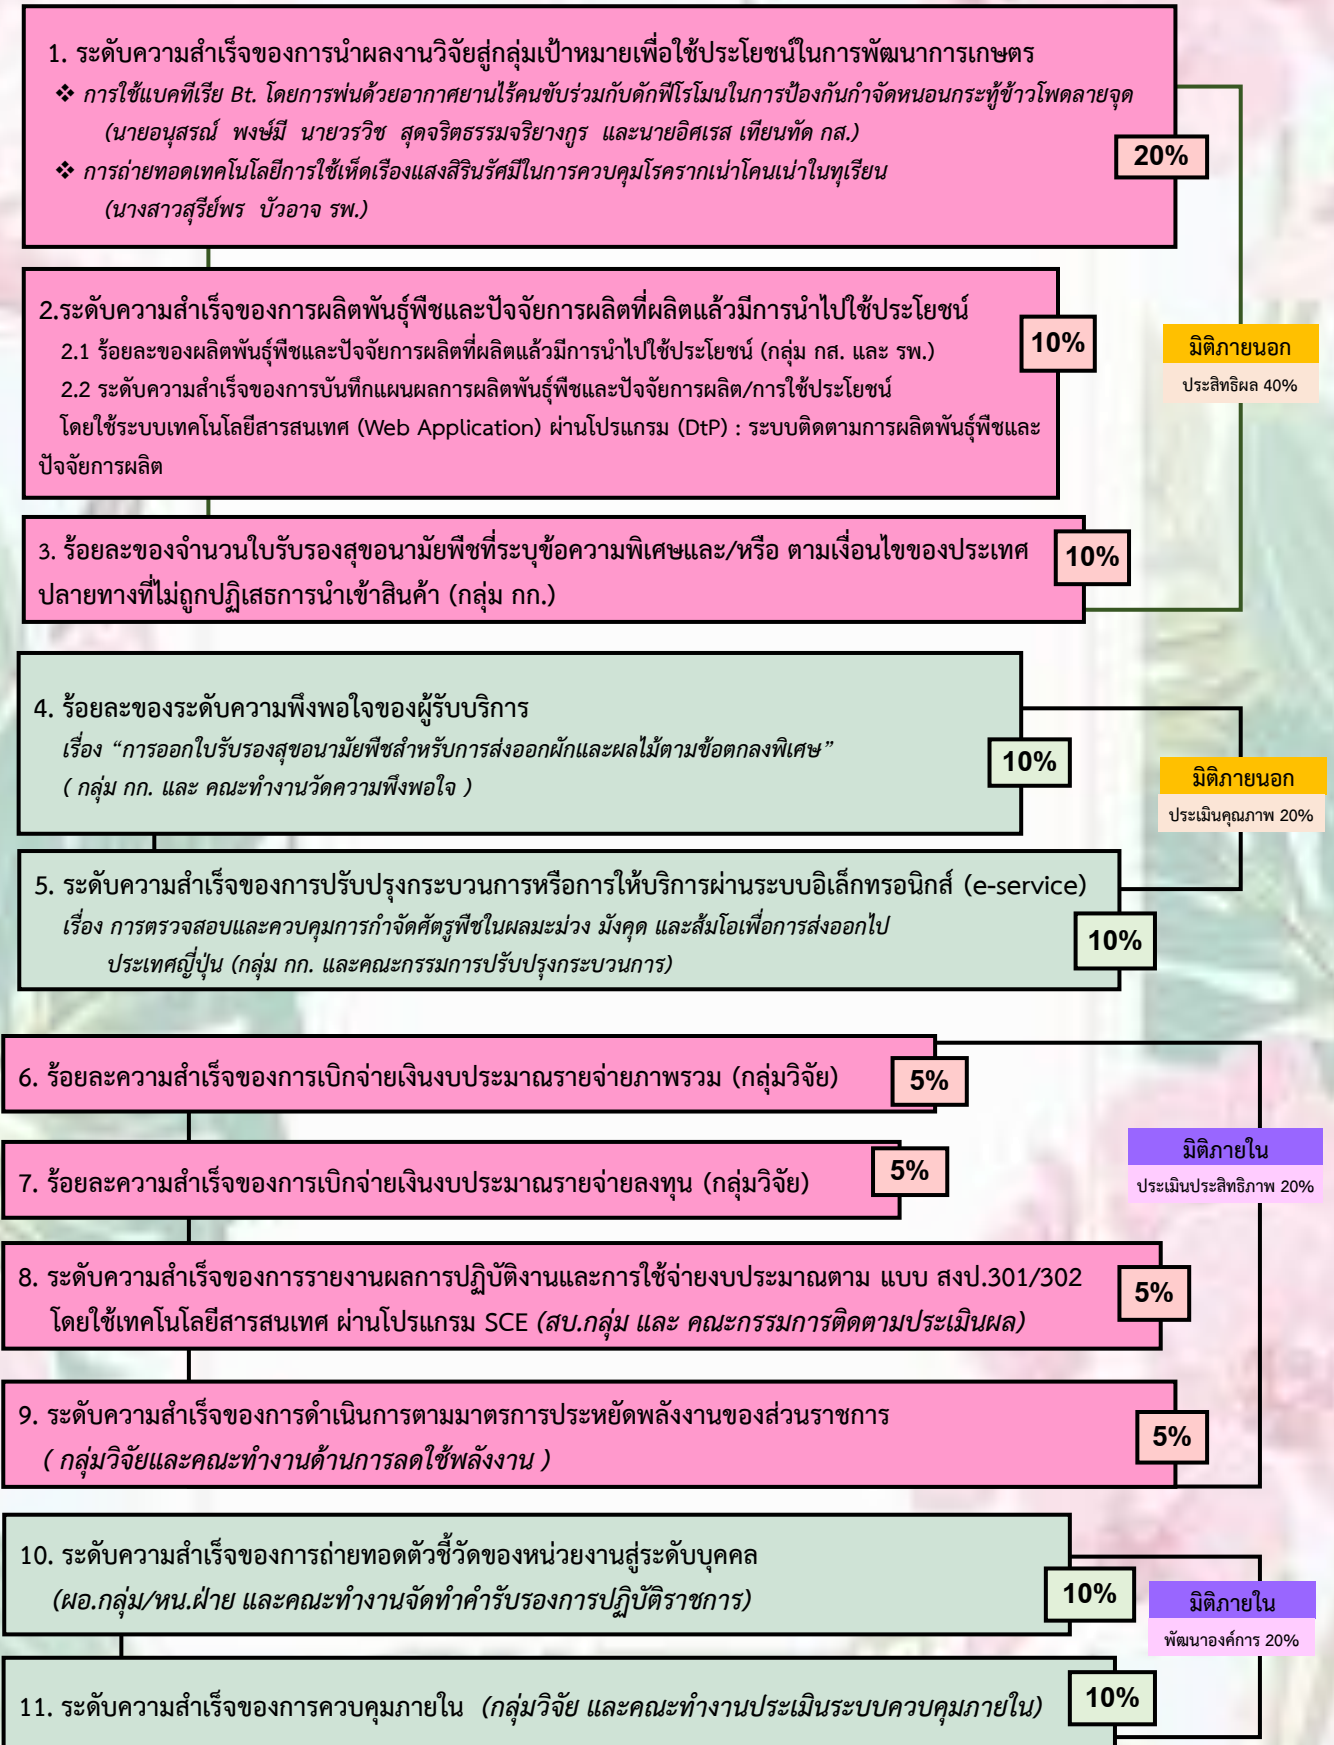 1. ระดับความสำเร็จของการนำผลงานวิจัยสู่กลุ่มเป้าหมายเพื่อใช้ประโยชน์ในการพัฒนาการเกษตร
❖ การใช้แบคทีเรีย Bt. โดยการพ่นด้วยอากาศยานไร้คนขับร่วมกับดักฟีโรโมนในการป้องกันกำจัดหนอนกระทู้ข้าวโพดลายจุด
(นายอนุสรณ์ พงษ์มี นายวรวิช สุดจริตธรรมจริยางกูร และนายอิศเรส เทียนทัด กส.)
20%
❖ การถ่ายทอดเทคโนโลยีการใช้เห็ดเรืองแสงสิรินรัศมีในการควบคุมโรครากเน่าโคนเน่าในทุเรียน
(นางสาวสุรีย์พร บัวอาจ รพ.)
2.ระดับความสำเร็จของการผลิตพันธุ์พืชและปัจจัยการผลิตที่ผลิตแล้วมีการนำไปใช้ประโยชน์
10%
2.1 ร้อยละของผลิตพันธุ์พืชและปัจจัยการผลิตที่ผลิตแล้วมีการนำไปใช้ประโยชน์ (กลุ่ม กส. และ รพ.)
2.2 ระดับความสำเร็จของการบันทึกแผนผลการผลิตพันธุ์พืชและปัจจัยการผลิต/การใช้ประโยชน์
โดยใช้ระบบเทคโนโลยีสารสนเทศ (Web Application) ผ่านโปรแกรม (DtP) : ระบบติดตามการผลิตพันธุ์พืชและ
ปัจจัยการผลิต
มิติภายนอก
ประสิทธิผล 40%
3. ร้อยละของจำนวนใบรับรองสุขอนามัยพืชที่ระบุข้อความพิเศษและ/หรือ ตามเงื่อนไขของประเทศ
10%
ปลายทางที่ไม่ถูกปฏิเสธการนำเข้าสินค้า (กลุ่ม กก.)
4. ร้อยละของระดับความพึงพอใจของผู้รับบริการ
เรื่อง “การออกใบรับรองสุขอนามัยพืชสำหรับการส่งออกผักและผลไม้ตามข้อตกลงพิเศษ”
10%
( กลุ่ม กก. และ คณะทำงานวัดความพึงพอใจ )
มิติภายนอก
ประเมินคุณภาพ 20%
5. ระดับความสำเร็จของการปรับปรุงกระบวนการหรือการให้บริการผ่านระบบอิเล็กทรอนิกส์ (e-service)
เรื่อง การตรวจสอบและควบคุมการกำจัดศัตรูพืชในผลมะม่วง มังคุด และส้มโอเพื่อการส่งออกไป
10%
ประเทศญี่ปุ่น (กลุ่ม กก. และคณะกรรมการปรับปรุงกระบวนการ)
6. ร้อยละความสำเร็จของการเบิกจ่ายเงินงบประมาณรายจ่ายภาพรวม (กลุ่มวิจัย)
5%
7. ร้อยละความสำเร็จของการเบิกจ่ายเงินงบประมาณรายจ่ายลงทุน (กลุ่มวิจัย)
5%
มิติภายใน
ประเมินประสิทธิภาพ 20%
8. ระดับความสำเร็จของการรายงานผลการปฏิบัติงานและการใช้จ่ายงบประมาณตาม แบบ สงป.301/302
5%
โดยใช้เทคโนโลยีสารสนเทศ ผ่านโปรแกรม SCE (สบ.กลุ่ม และ คณะกรรมการติดตามประเมินผล)
9. ระดับความสำเร็จของการดำเนินการตามมาตรการประหยัดพลังงานของส่วนราชการ
5%
( กลุ่มวิจัยและคณะทำงานด้านการลดใช้พลังงาน )
10. ระดับความสำเร็จของการถ่ายทอดตัวชี้วัดของหน่วยงานสู่ระดับบุคคล
(ผอ.กลุ่ม/หน.ฝ่าย และคณะทำงานจัดทำคำรับรองการปฏิบัติราชการ)
10%
มิติภายใน
พัฒนาองค์การ 20%
11. ระดับความสำเร็จของการควบคุมภายใน (กลุ่มวิจัย และคณะทำงานประเมินระบบควบคุมภายใน)
10%